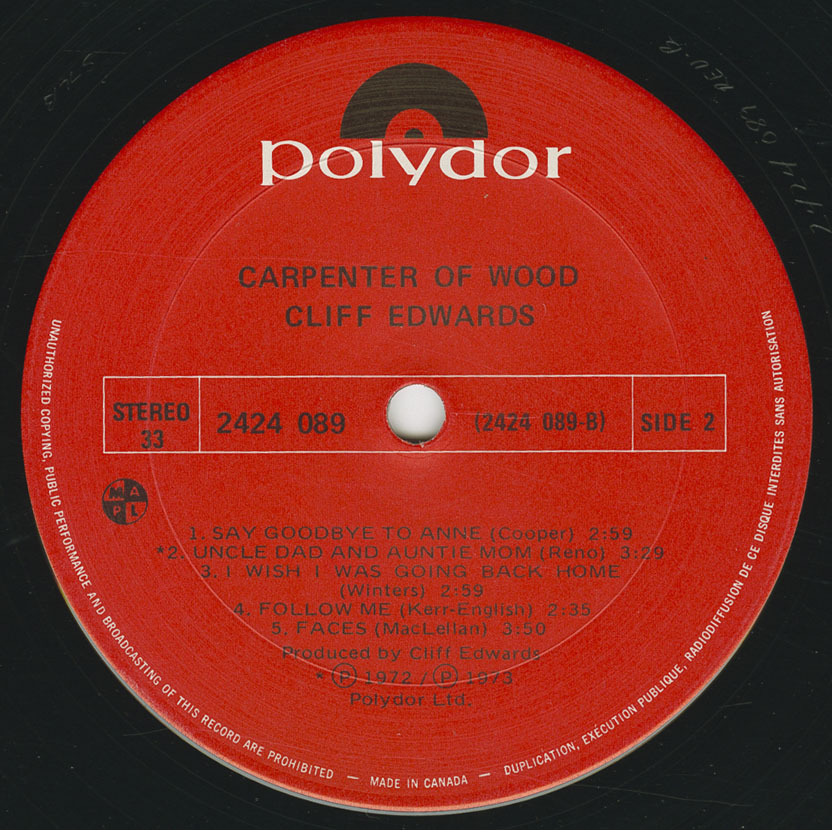 polydor
CARPENTER OF WOOD
CLIFF EDWARDS
STEREO
33
2424 089
(2424 089-B)
SIDE 2
M A
P L
1. SAY GOODBYE TO ANNE (Cooper) 2:59
*2. UNCLE DAD AND AUNTIE MOM (Reno) 3:29
3. I WISH I WAS GOING BACK HOME
(Winters) 2:59
4. FOLLOW ME (Kerr-English) 2:35
5. FACES (MacLellan) 3:50
Produced by Cliff Edwards
* Ⓟ 1972 / Ⓟ 1973
Polydor Ltd.
UNAUTHORIZED COPYING, PUBLIC PERFORMANCE AND BROADCASTING OF THIS RECORD ARE PROHIBITED — MADE IN CANADA — DUPLICATION, EXÉCUTION PUBLIQUE, RADIODIFFUSION DE CE DISQUE INTERDITES SANS AUTORISATION
2424 089 REV-B